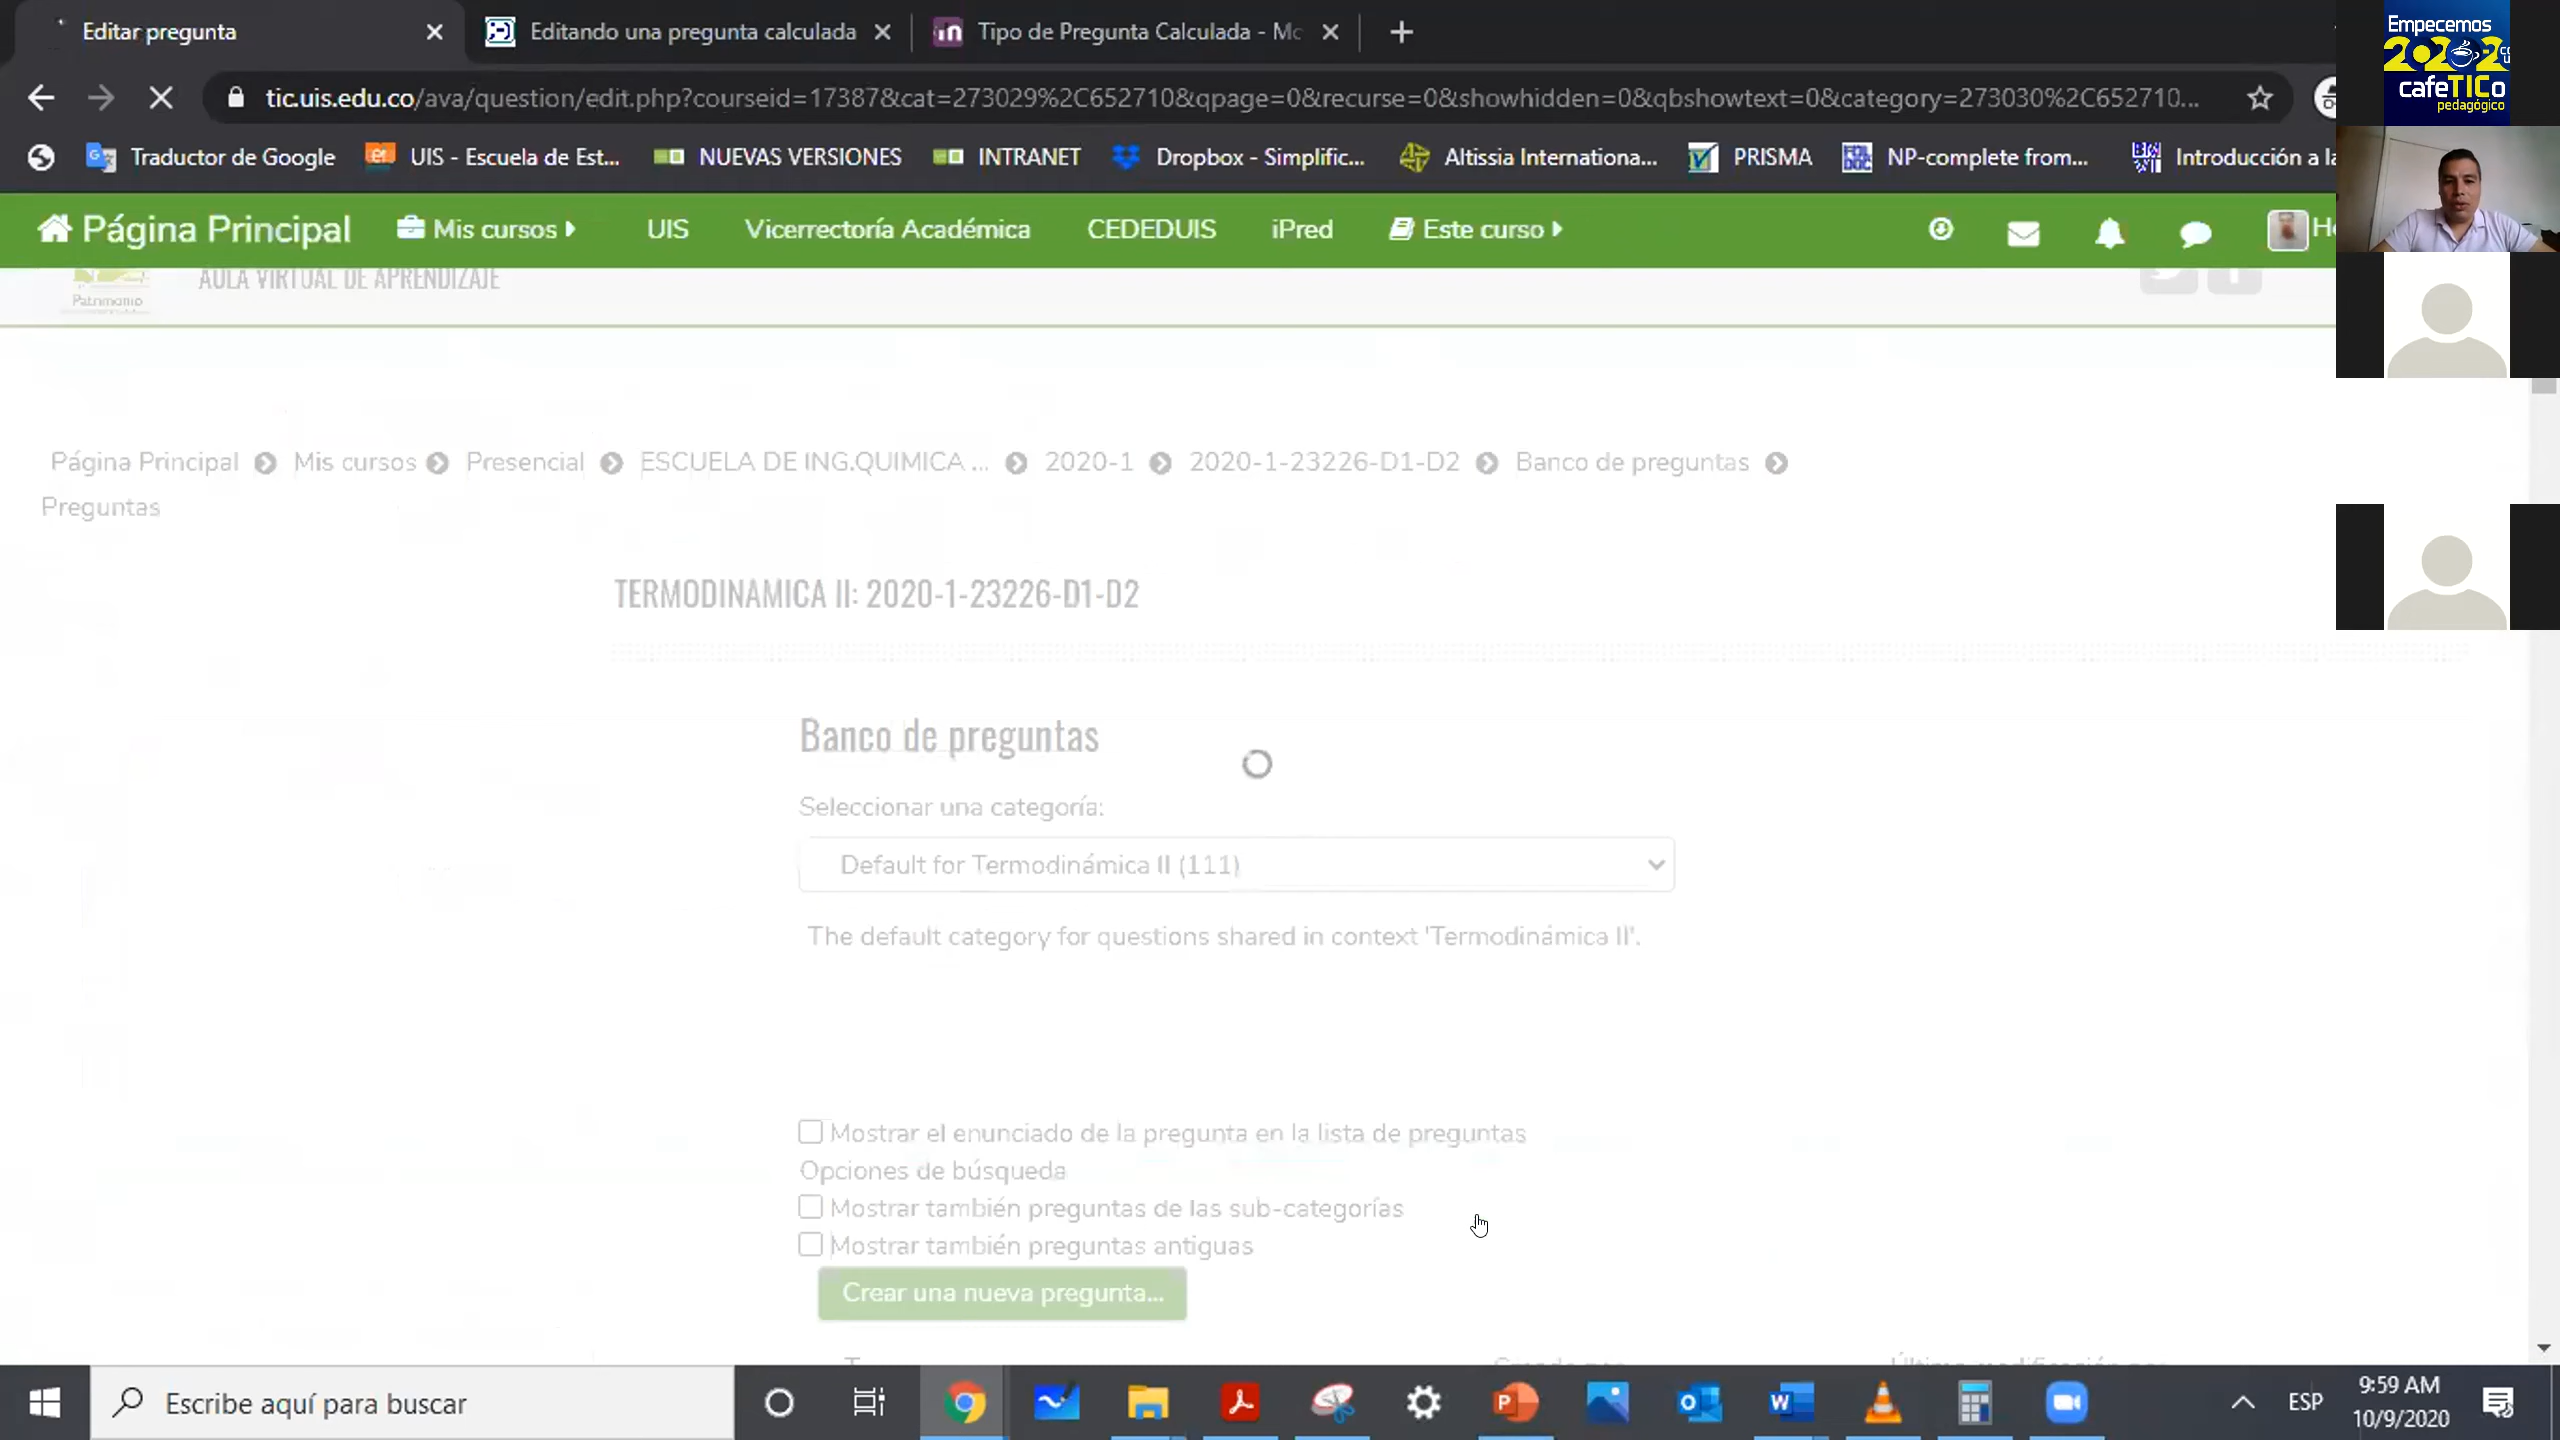 Editar pregunta
Editando una pregunta calculada
Tipo de Pregunta Calculada - Mo
Empecemos
2020-2
cafeTICo
pedagógico
tic.uis.edu.co/ava/question/edit.php?courseid=17387&cat=273029%2C652710&qpage=0&recurse=0&showhidden=0&qbshowtext=0&category=273030%2C652710...
Traductor de Google
UIS - Escuela de Est...
NUEVAS VERSIONES
INTRANET
Dropbox - Simplific...
Altissia Internationa...
PRISMA
NP-complete from...
Introducción a la
Página Principal
Mis cursos
UIS
Vicerrectoría Académica
CEDEDUIS
iPred
Este curso
AULA VIRTUAL DE APRENDIZAJE
Patrimonio
Página Principal
Mis cursos
Presencial
ESCUELA DE ING.QUIMICA ...
2020-1
2020-1-23226-D1-D2
Banco de preguntas
Preguntas
TERMODINAMICA II: 2020-1-23226-D1-D2
Banco de preguntas
Seleccionar una categoría:
Default for Termodinámica II (111)
The default category for questions shared in context 'Termodinámica II'.
Mostrar el enunciado de la pregunta en la lista de preguntas
Opciones de búsqueda
Mostrar también preguntas de las sub-categorías
Mostrar también preguntas antiguas
Crear una nueva pregunta...
Escribe aquí para buscar
ESP
9:59 AM
10/9/2020